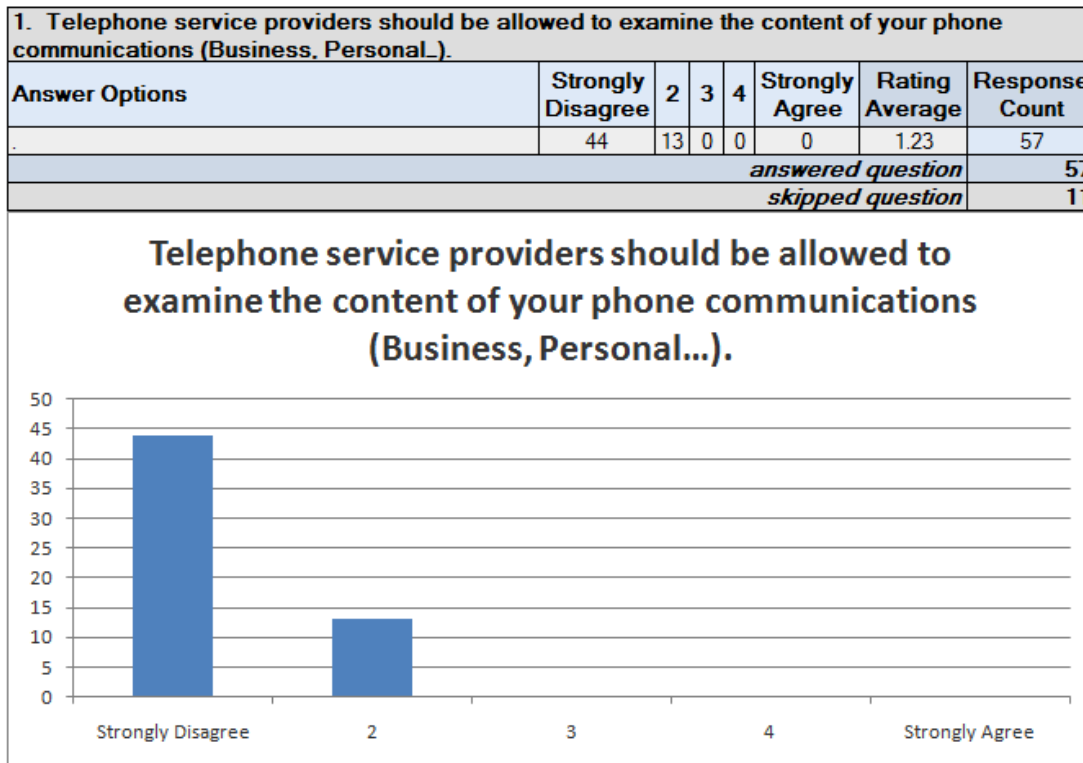 1. Telephone service providers should be allowed to examine the content of your phone
communications (Business, Personal...).
Answer Options Strongly Disagree 2 3 4 Strongly Agree Rating Average Response Count
. 44 13 0 0 0 1.23 57
answered question 57
skipped question 11
Telephone service providers should be allowed to
examine the content of your phone communications
(Business, Personal...).
50
45
40
35
30
25
20
15
10
5
0
Strongly Disagree 2 3 4 Strongly Agree